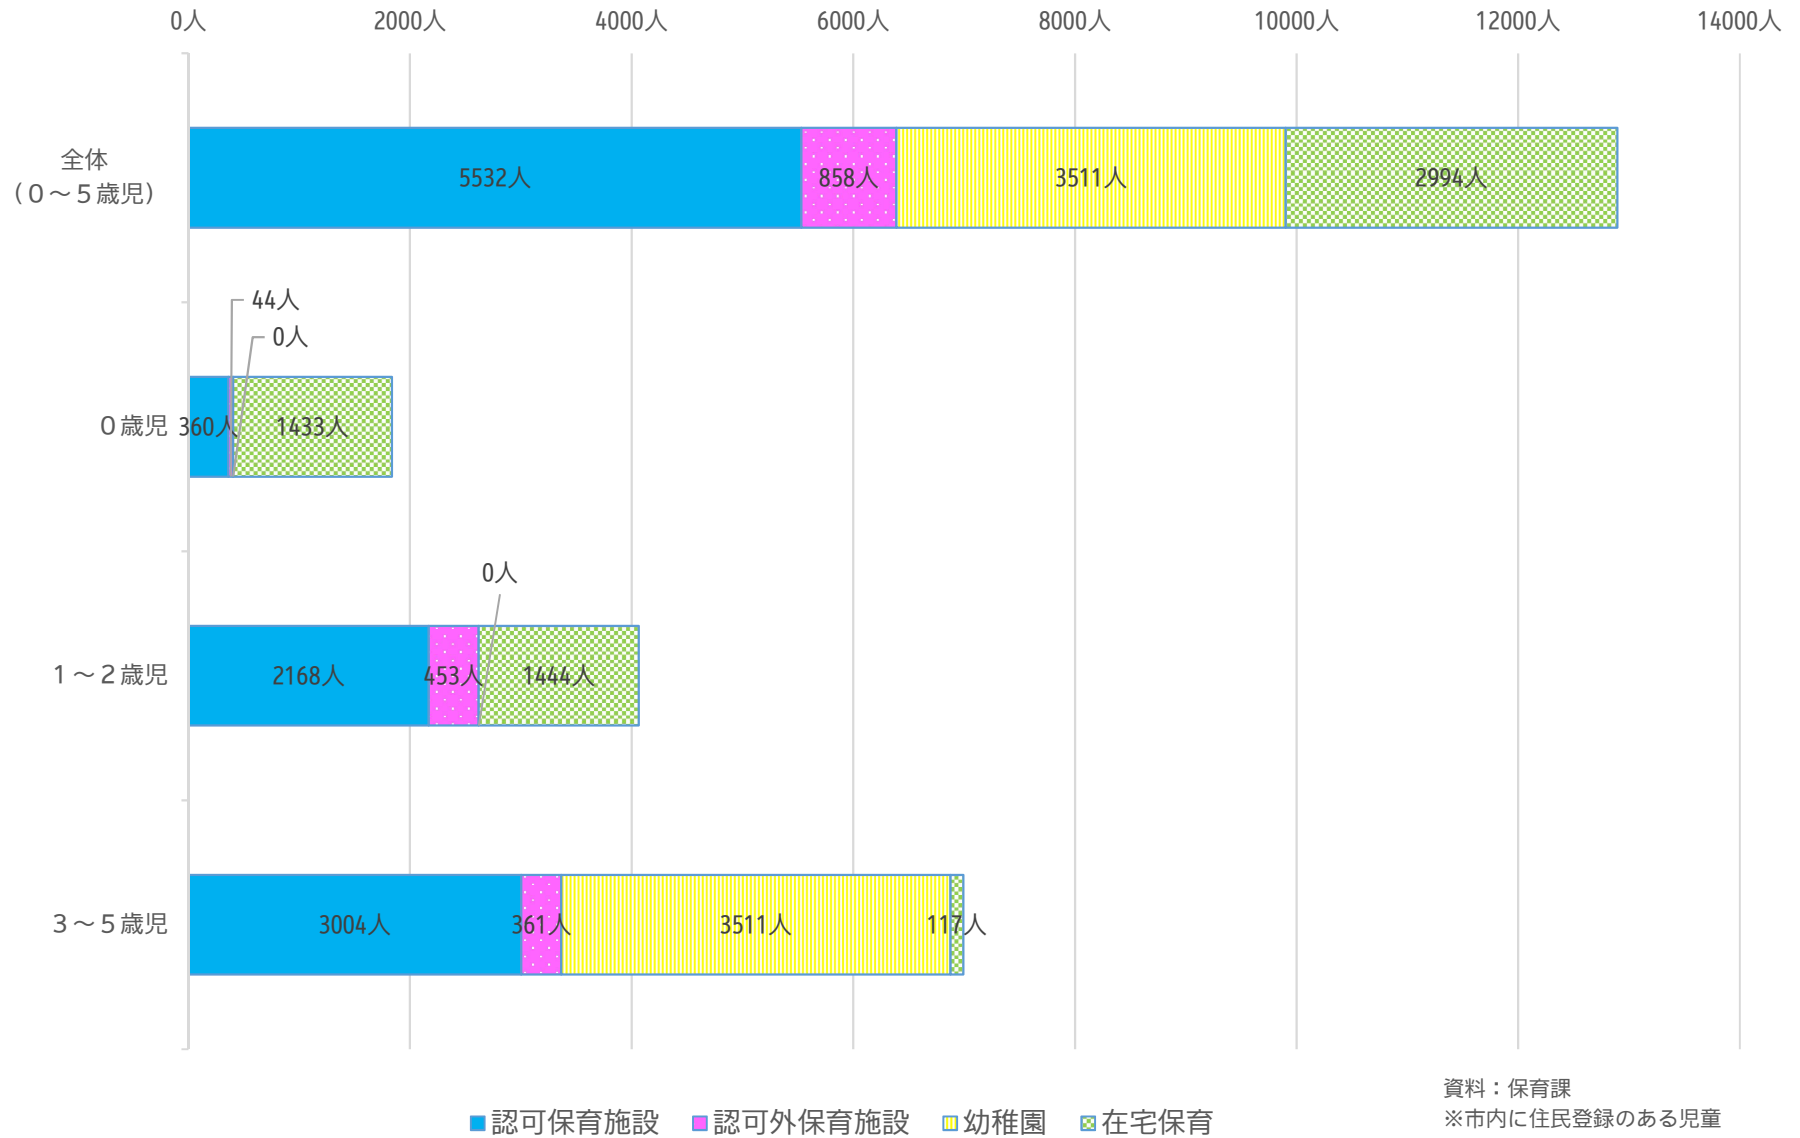 0人 2000人 4000人 6000人 8000人 10000人 12000人 14000人
全体
（０～５歳児）
5532人 858人 3511人 2994人
44人
0人
０歳児 360人 1433人
0人
１～２歳児 2168人 453人 1444人
３～５歳児 3004人 361人 3511人 117人
認可保育施設 認可外保育施設 幼稚園 在宅保育
資料：保育課
※市内に住民登録のある児童